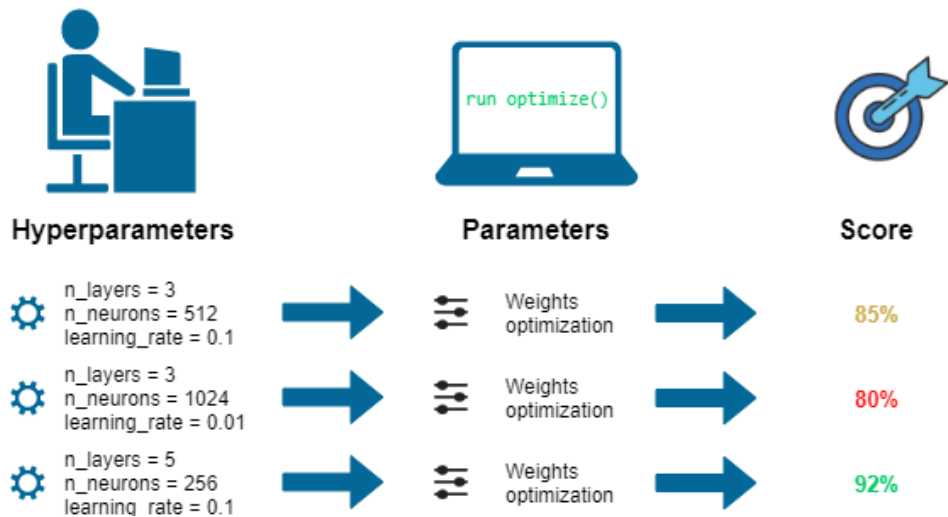 run optimize()
Hyperparameters
Parameters
Score
n_layers = 3
n_neurons = 512
learning_rate = 0.1
Weights
optimization
85%
n_layers = 3
n_neurons = 1024
learning_rate = 0.01
Weights
optimization
80%
n_layers = 5
n_neurons = 256
learning_rate = 0.1
Weights
optimization
92%